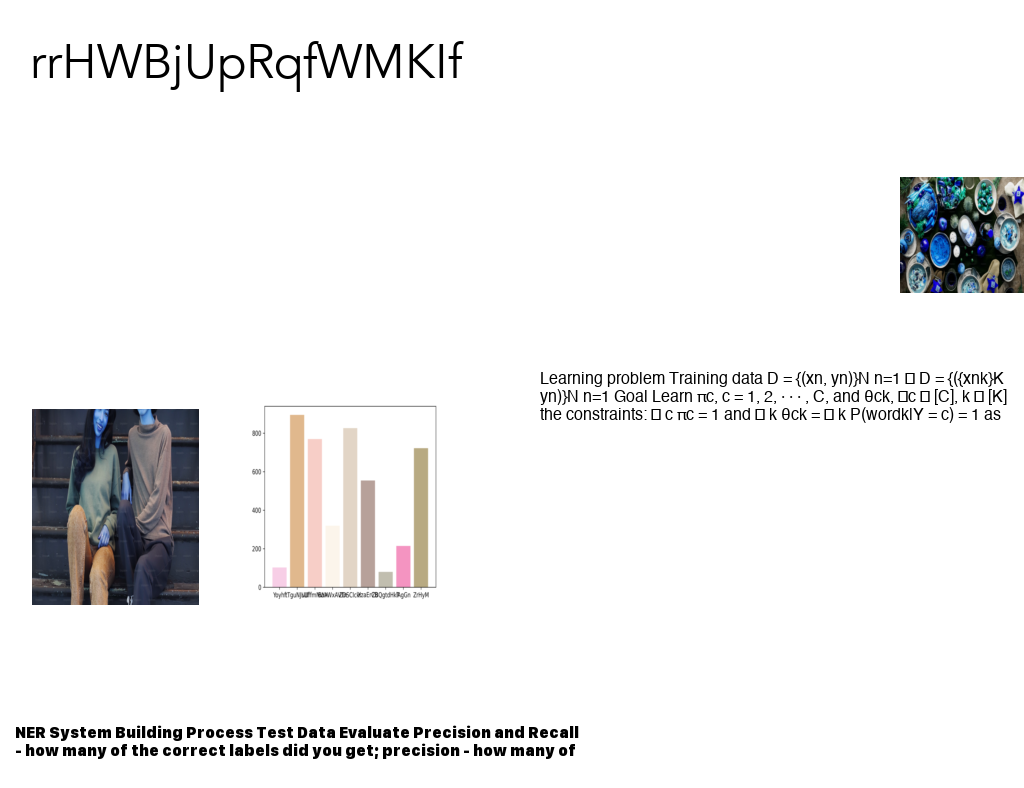 rrHWBjUpRqfWMKIf
Learning problem Training data D = {(xn, yn)}N n=1 □ D = {({xnk}K
yn)}N n=1 Goal Learn πc, c = 1, 2, · · · , C, and θck, □c □ [C], k □ [K]
the constraints: □ c πc = 1 and □ k θck = □ k P(wordk|Y = c) = 1 as
800
600
400
200
0
ZrHyM
NER System Building Process Test Data Evaluate Precision and Recall
- how many of the correct labels did you get; precision - how many of